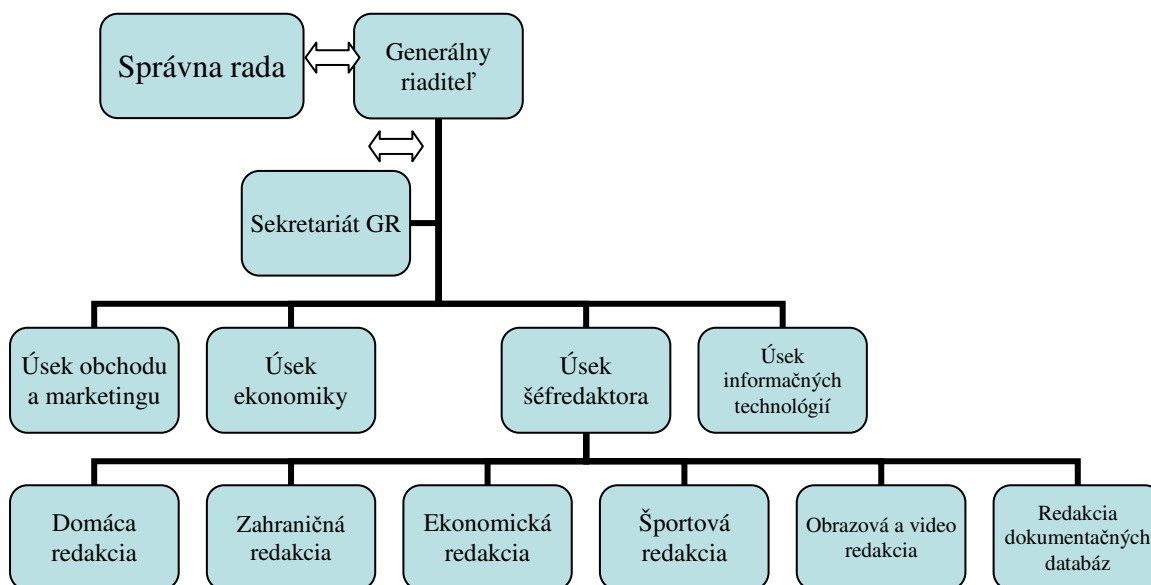 Správna rada
Generálny
riaditeľ
Sekretariát GR
Úsek obchodu
a marketingu
Úsek
ekonomiky
Úsek
šéfredaktora
Úsek
informačných
technológií
Domáca
redakcia
Zahraničná
redakcia
Ekonomická
redakcia
Športová
redakcia
Obrazová a video
redakcia
Redakcia
dokumentačných
databáz